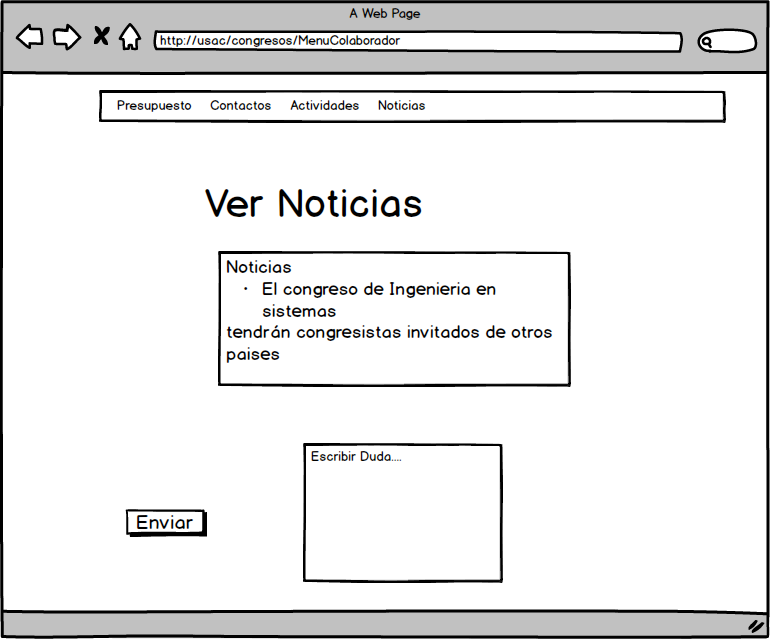 A Web Page
http://usac/congresos/MenuColaborador
Presupuesto Contactos Actividades Noticias
Ver Noticias
Noticias
• El congreso de Ingenieria en
sistemas
tendrán congresistas invitados de otros
paises
Escribir Duda....
Enviar